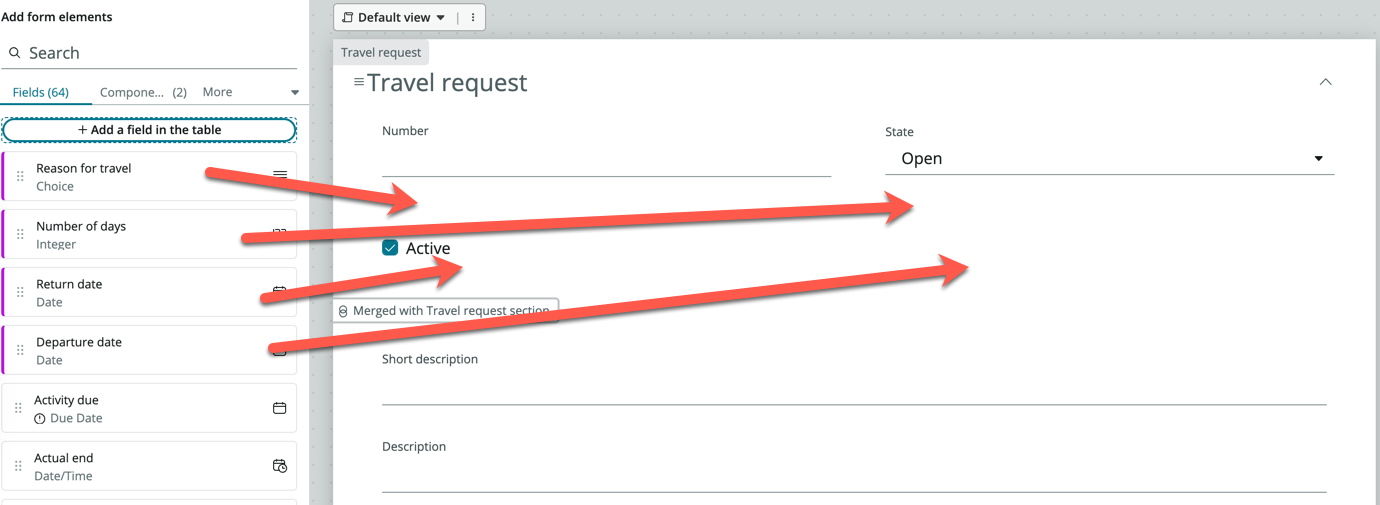 Add form elements
Search
Fields (64)
Compone... (2)
More
+ Add a field in the table
Reason for travel
Choice
Number of days
Integer
Return date
Date
Departure date
Date
Activity due
Due Date
Actual end
Date/Time
Default view
Travel request
Travel request
Number
State
Open
Active
Merged with Travel request section
Short description
Description